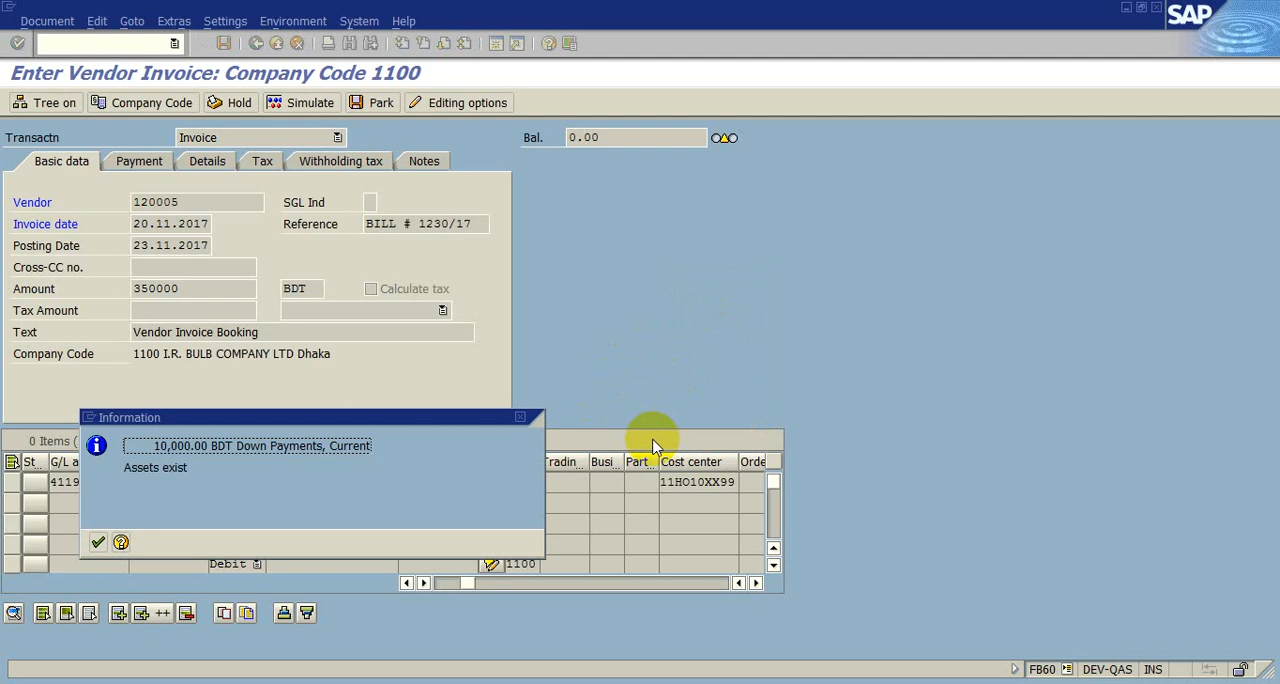 Document Edit Goto Extras Settings Environment System Help
SAP
Enter Vendor Invoice: Company Code 1100
Tree on Company Code Hold Simulate Park Editing options
Transactn Invoice Bal. 0.00
Basic data Payment Details Tax Withholding tax Notes
Vendor 120005 SGL Ind
Invoice date 20.11.2017 Reference BILL # 1230/17
Posting Date 23.11.2017
Cross-CC no.
Amount 350000 BDT Calculate tax
Tax Amount
Text Vendor Invoice Booking
Company Code 1100 I.R. BULB COMPANY LTD Dhaka
Information
10,000.00 BDT Down Payments, Current
Assets exist
0 Items (
St... G/L a Tradin... Busi... Part... Cost center Orde
4119 11HO10XX99
Debit 1100
FB60 DEV-QAS INS